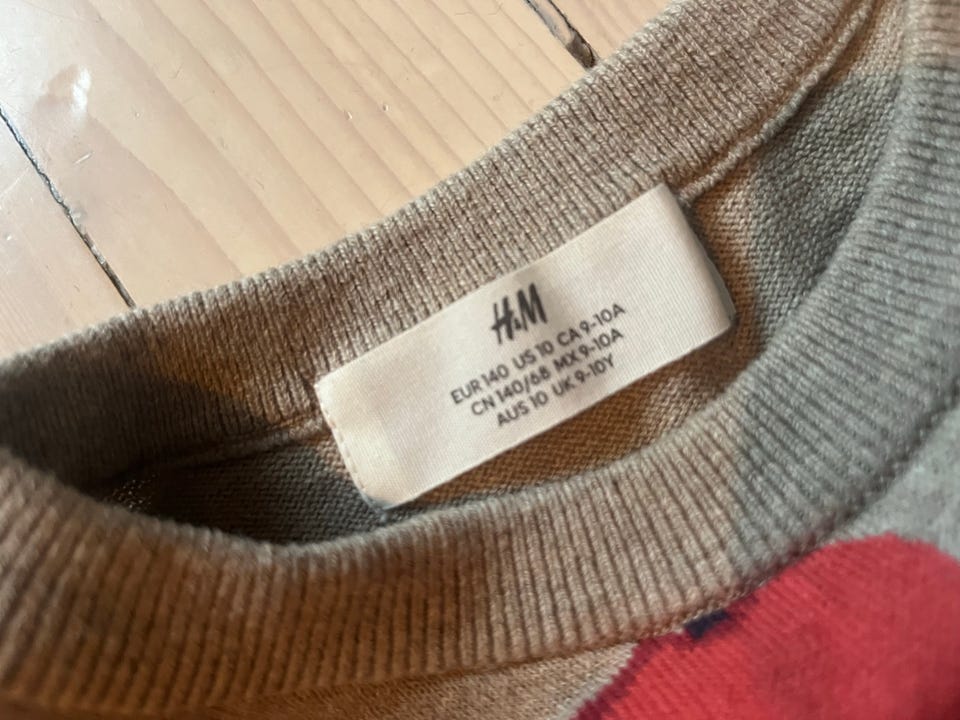 H&M
EUR 140 US 10 CA 9-10A
CN 140/68 MX 9-10A
AUS 10 UK 9-10Y